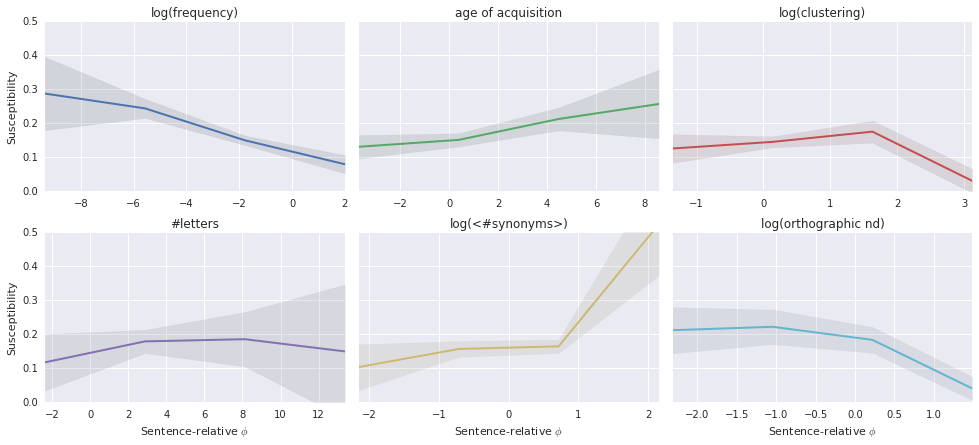 log(frequency) age of acquisition log(clustering)
0.5
0.4
0.3
0.2
0.1
0.0
Susceptibility
−8 −6 −4 −2 0 2 −2 0 2 4 6 8 −1 0 1 2 3
#letters log(<#synonyms>) log(orthographic nd)
0.5
0.4
0.3
0.2
0.1
0.0
Susceptibility
−2 0 2 4 6 8 10 12 −2 −1 0 1 2 −2.0 −1.5 −1.0 −0.5 0.0 0.5 1.0
Sentence-relative ϕ Sentence-relative ϕ Sentence-relative ϕ